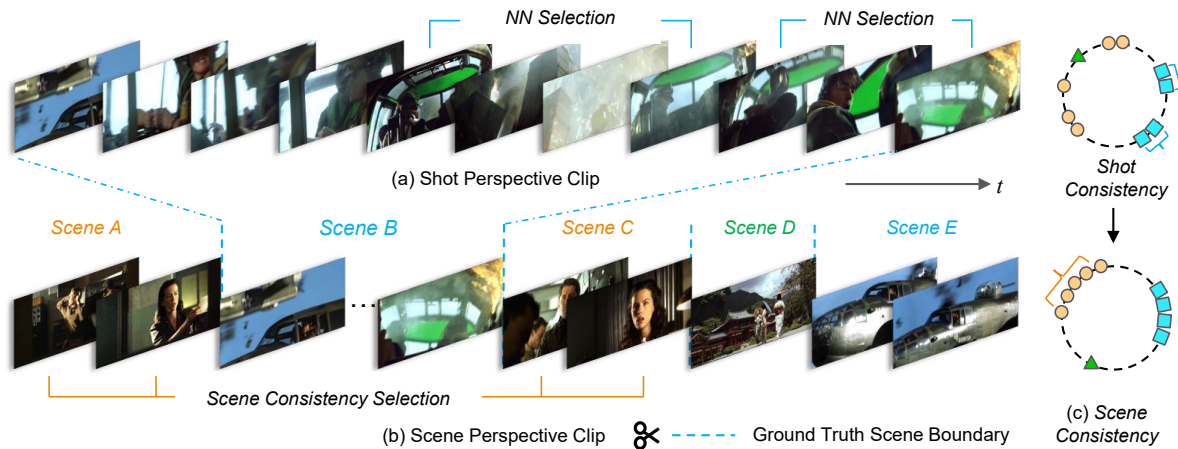 NN Selection
NN Selection
(a) Shot Perspective Clip
t
Shot
Consistency
Scene A
Scene B
Scene C
Scene D
Scene E
...
Scene Consistency Selection
(b) Scene Perspective Clip
Ground Truth Scene Boundary
(c) Scene
Consistency